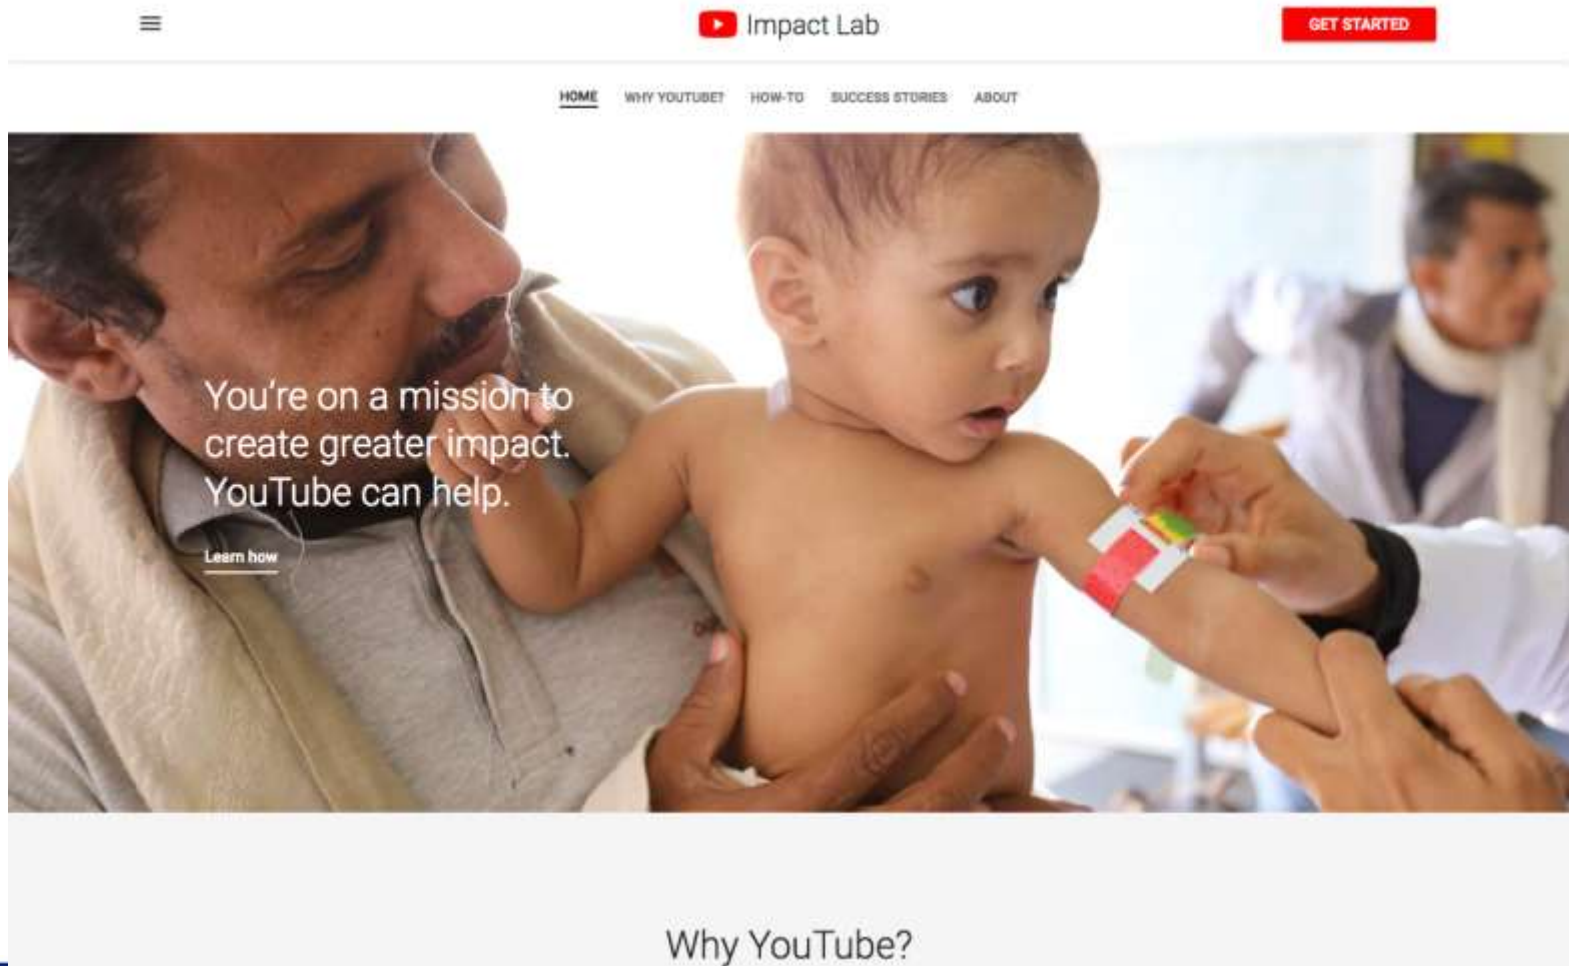 Impact Lab
GET STARTED
HOME WHY YOUTUBE? HOW-TO SUCCESS STORIES ABOUT
You're on a mission to
create greater impact.
YouTube can help.
Learn how
Why YouTube?